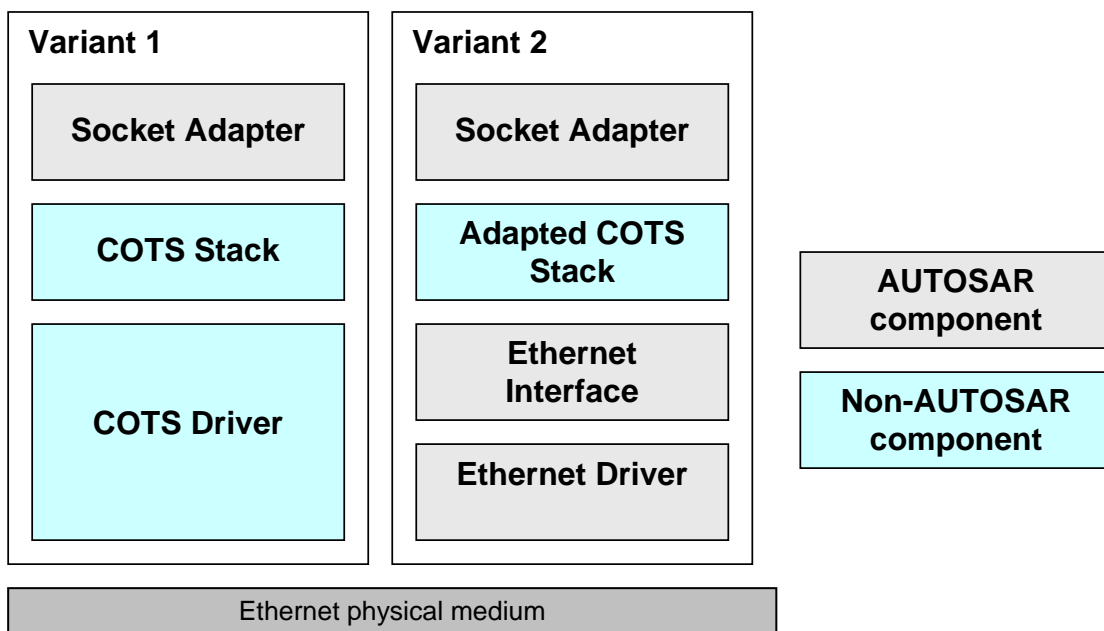 Variant 1
Socket Adapter
COTS Stack
COTS Driver
Variant 2
Socket Adapter
Adapted COTS
Stack
Ethernet
Interface
Ethernet Driver
AUTOSAR
component
Non-AUTOSAR
component
Ethernet physical medium